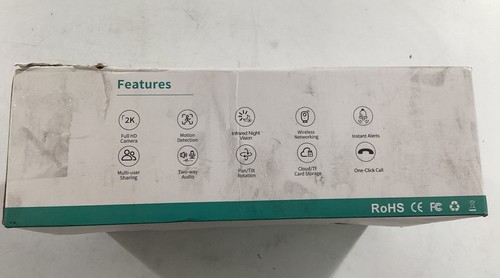 Features
2K
Full HD
Camera
Motion
Detection
Infrared Night
Vision
Wireless
Networking
Instant Alerts
Multi-user
Sharing
Two-way
Audio
Pan/Tilt
Rotation
Cloud/TF
Card Storage
One-Click Call
RoHS CE FC